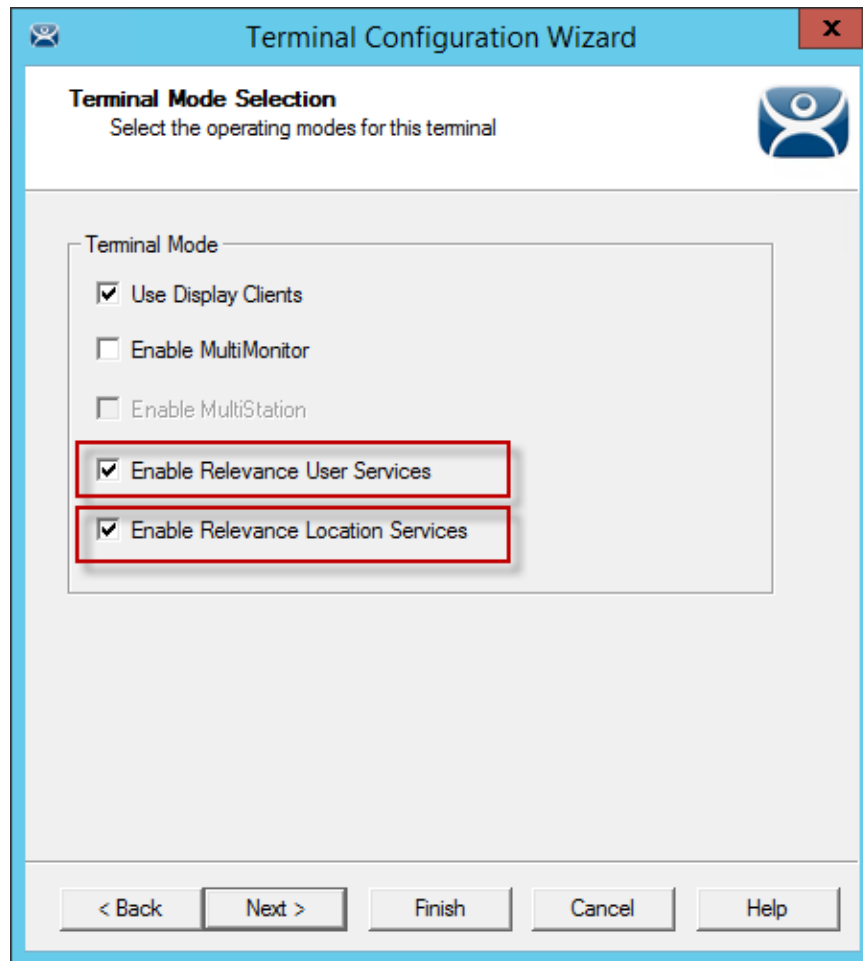 Terminal Configuration Wizard
x
Terminal Mode Selection
Select the operating modes for this terminal
Terminal Mode
Use Display Clients
Enable MultiMonitor
Enable MultiStation
Enable Relevance User Services
Enable Relevance Location Services
< Back Next > Finish Cancel Help